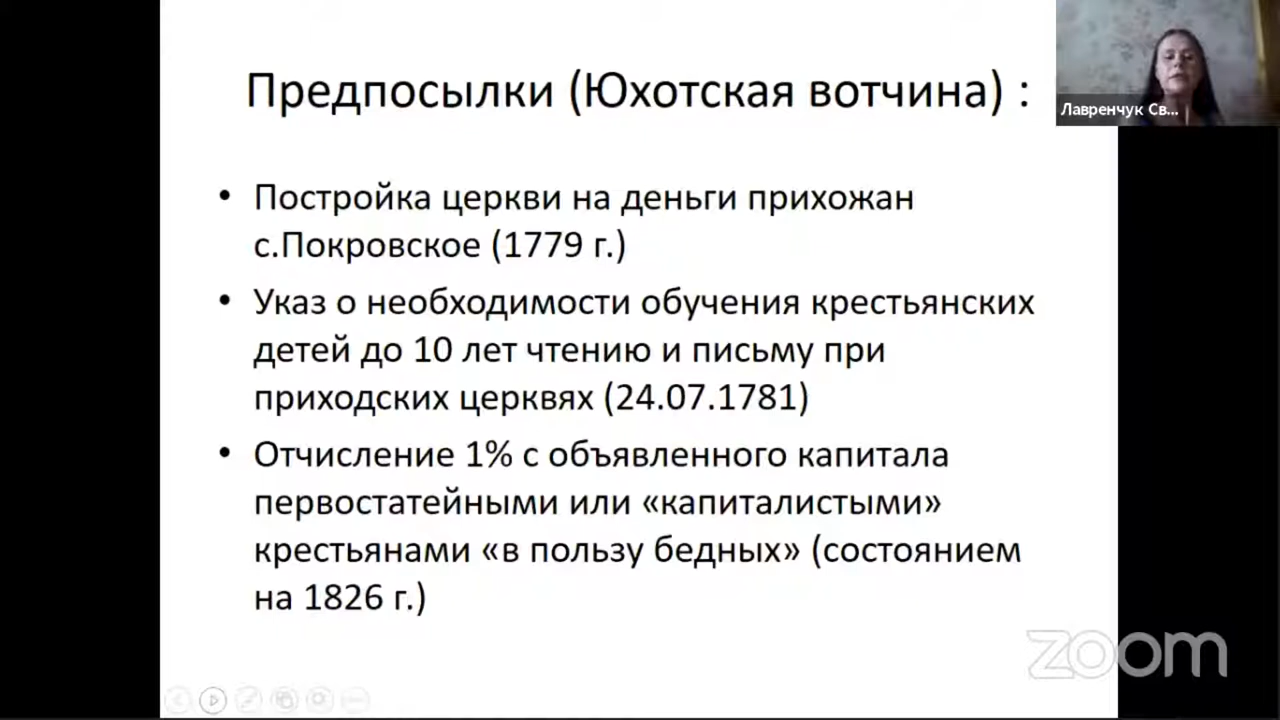 Предпосылки (Юхотская вотчина) :
Лавренчук Св...
• Постройка церкви на деньги прихожан
с.Покровское (1779 г.)
• Указ о необходимости обучения крестьянских
детей до 10 лет чтению и письму при
приходских церквях (24.07.1781)
• Отчисление 1% с объявленного капитала
первостатейными или «капиталистыми»
крестьянами «в пользу бедных» (состоянием
на 1826 г.)
zoom